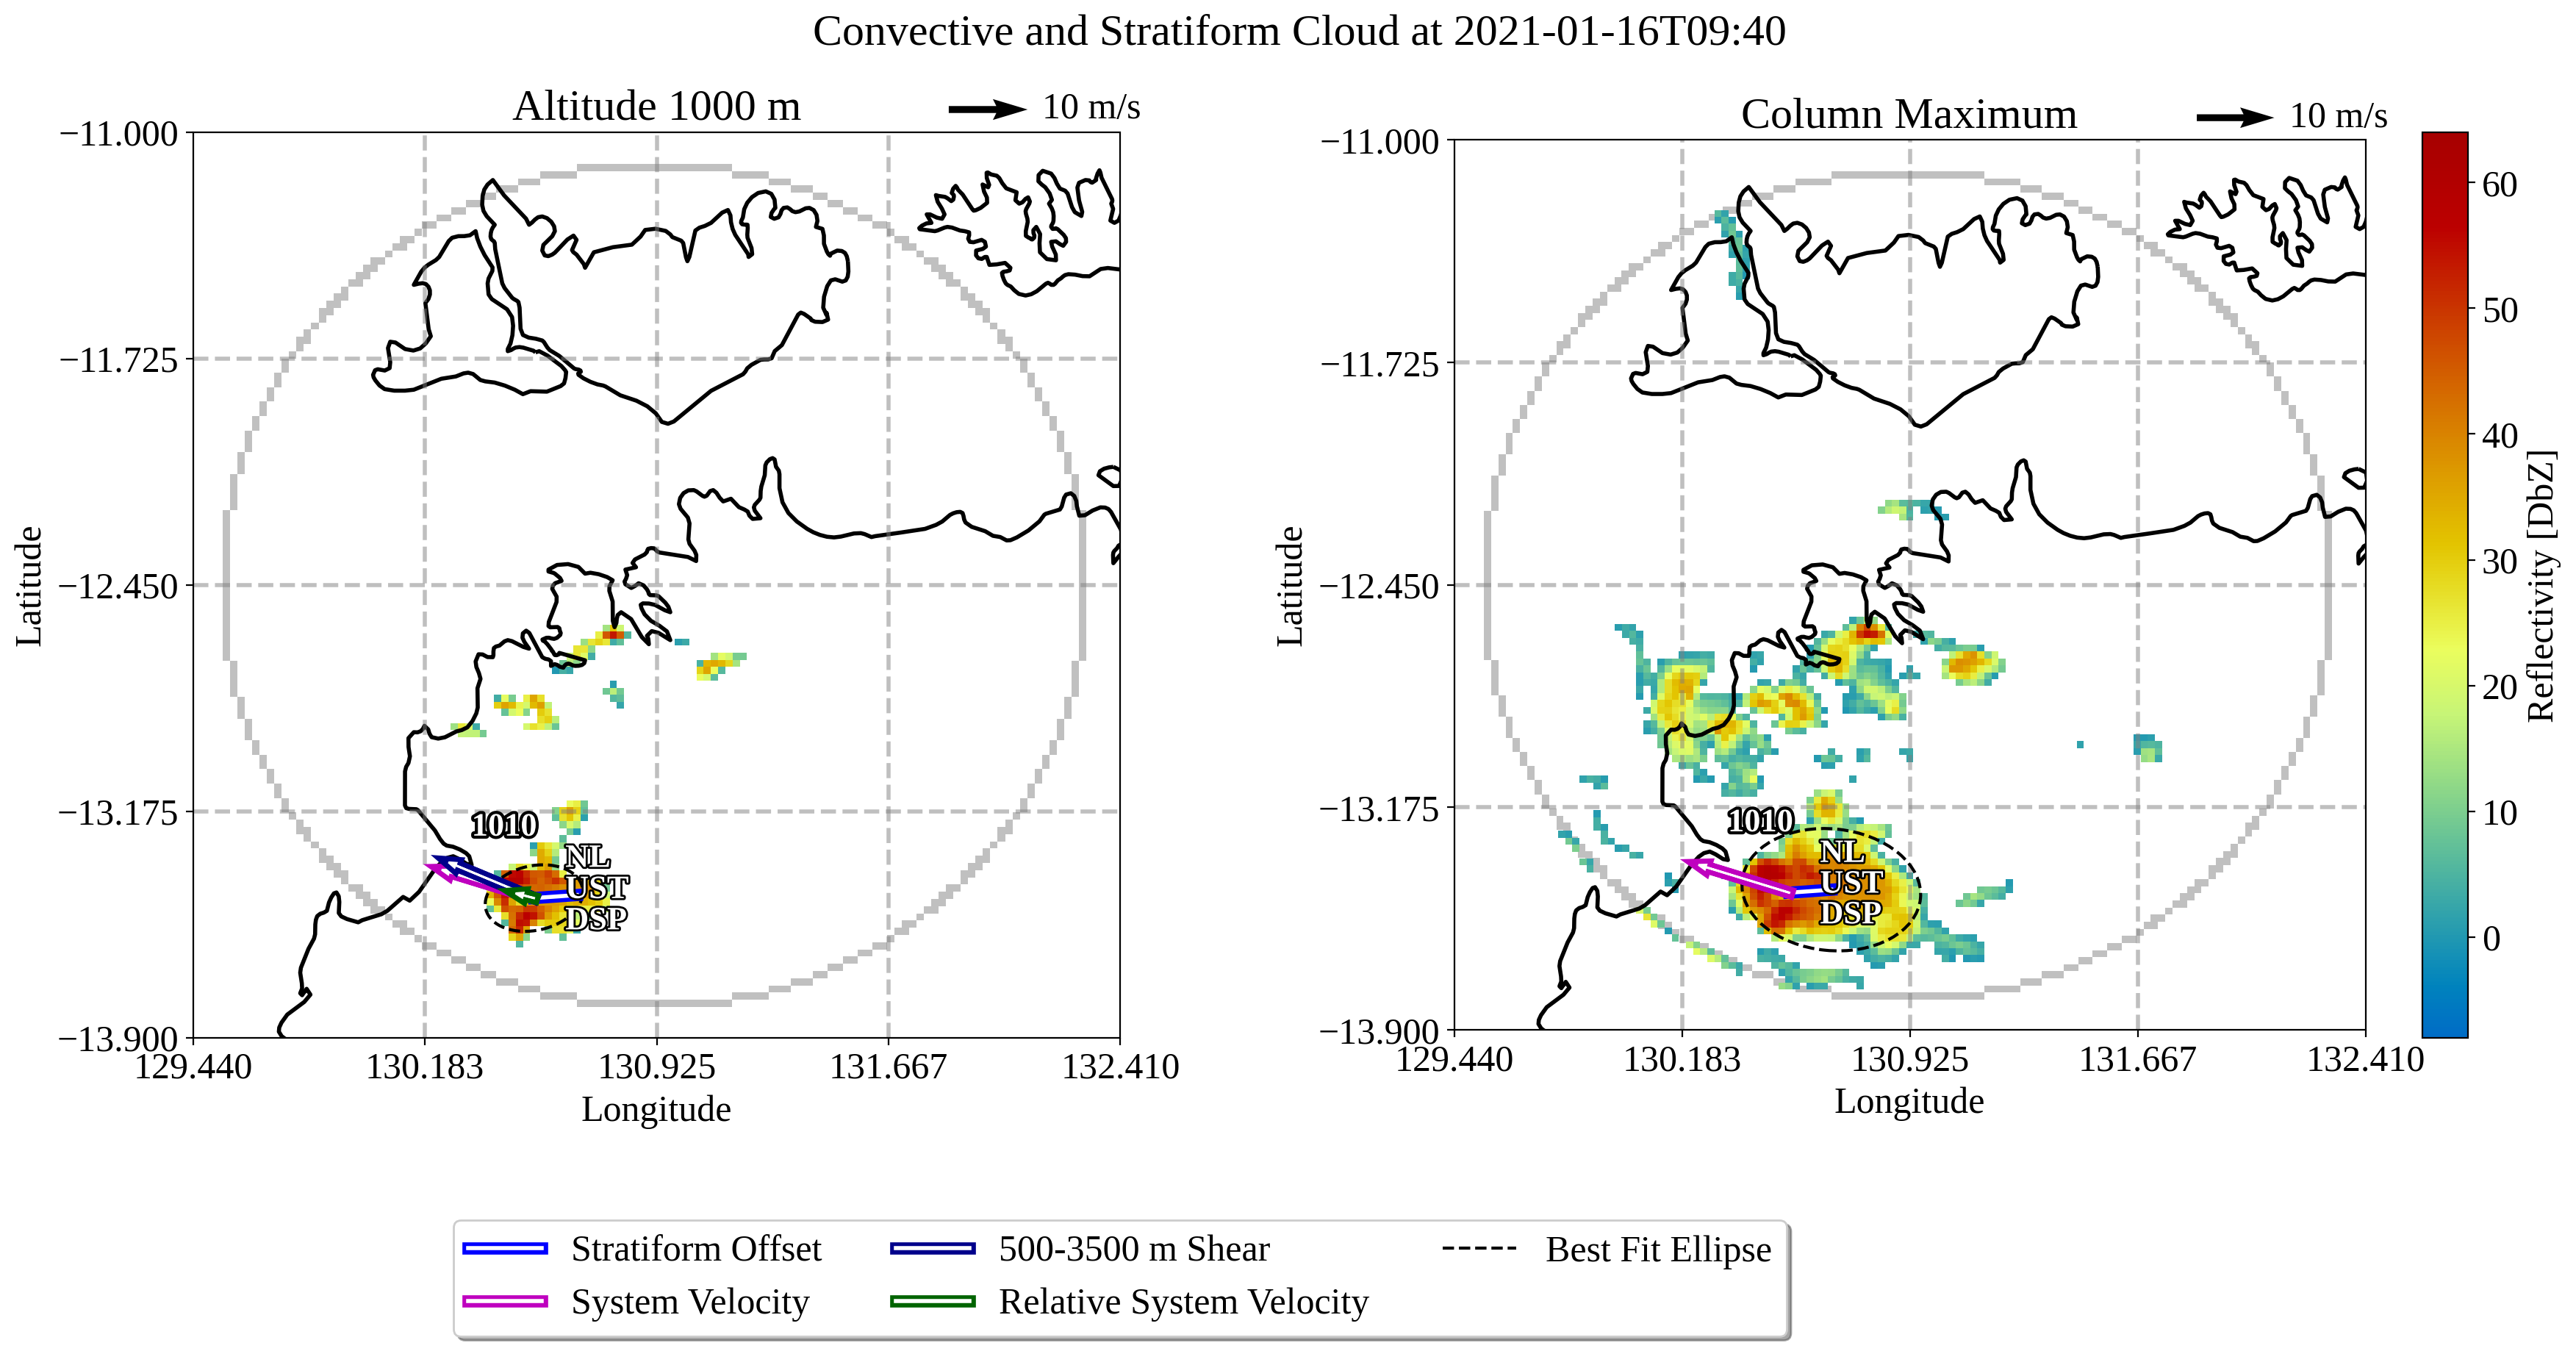 Convective and Stratiform Cloud at 2021-01-16T09:40
Altitude 1000 m
10 m/s
−11.000
−11.725
−12.450
−13.175
−13.900
Latitude
1010
NL
UST
DSP
129.440 130.183 130.925 131.667 132.410
Longitude
Column Maximum
10 m/s
−11.000
−11.725
−12.450
−13.175
−13.900
Latitude
1010
NL
UST
DSP
129.440 130.183 130.925 131.667 132.410
Longitude
60
50
40
30
20
10
0
Reflectivity [DbZ]
Stratiform Offset
System Velocity
500-3500 m Shear
Relative System Velocity
Best Fit Ellipse